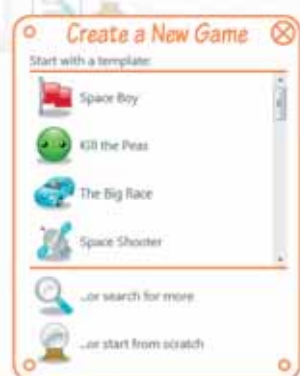 Create a New Game
Start with a template:
Space Boy
Kill the Peas
The Big Race
Space Shooter
...or search for more
...or start from scratch